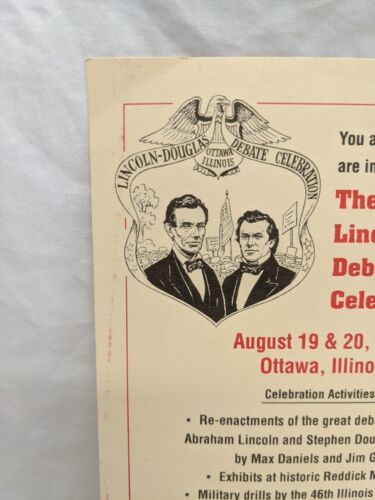 LINCOLN-DOUGLAS DEBATE CELEBRATION
OTTAWA
ILLINOIS
You a
are in
The
Linc
Deb
Cele
August 19 & 20,
Ottawa, Illino
Celebration Activities
• Re-enactments of the great deb
Abraham Lincoln and Stephen Dou
by Max Daniels and Jim G
• Exhibits at historic Reddick M
• Military drills by the 46th Illinois